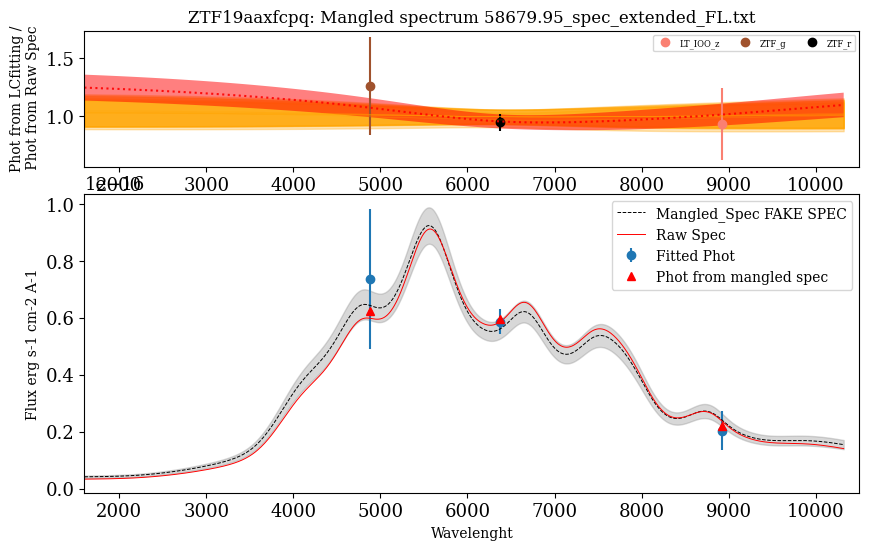 ZTF19aaxfcpq: Mangled spectrum 58679.95_spec_extended_FL.txt
Phot from LCfitting /
Phot from Raw Spec
1.5
1.0
LT_IOO_z
ZTF_g
ZTF_r
2000 3000 4000 5000 6000 7000 8000 9000 10000
1e−16
Flux erg s-1 cm-2 A-1
1.0
0.8
0.6
0.4
0.2
0.0
Mangled_Spec FAKE SPEC
Raw Spec
Fitted Phot
Phot from mangled spec
2000 3000 4000 5000 6000 7000 8000 9000 10000
Wavelenght